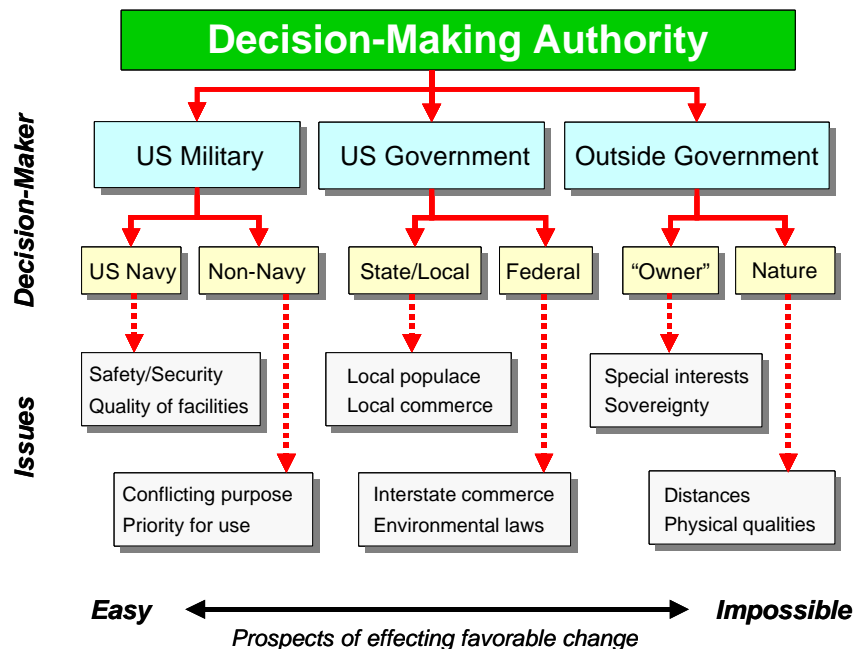 Decision-Making Authority
Decision-Maker
US Military
US Government
Outside Government
US Navy
Non-Navy
State/Local
Federal
“Owner”
Nature
Issues
Safety/Security
Quality of facilities
Local populace
Local commerce
Special interests
Sovereignty
Conflicting purpose
Priority for use
Interstate commerce
Environmental laws
Distances
Physical qualities
Easy
Impossible
Prospects of effecting favorable change